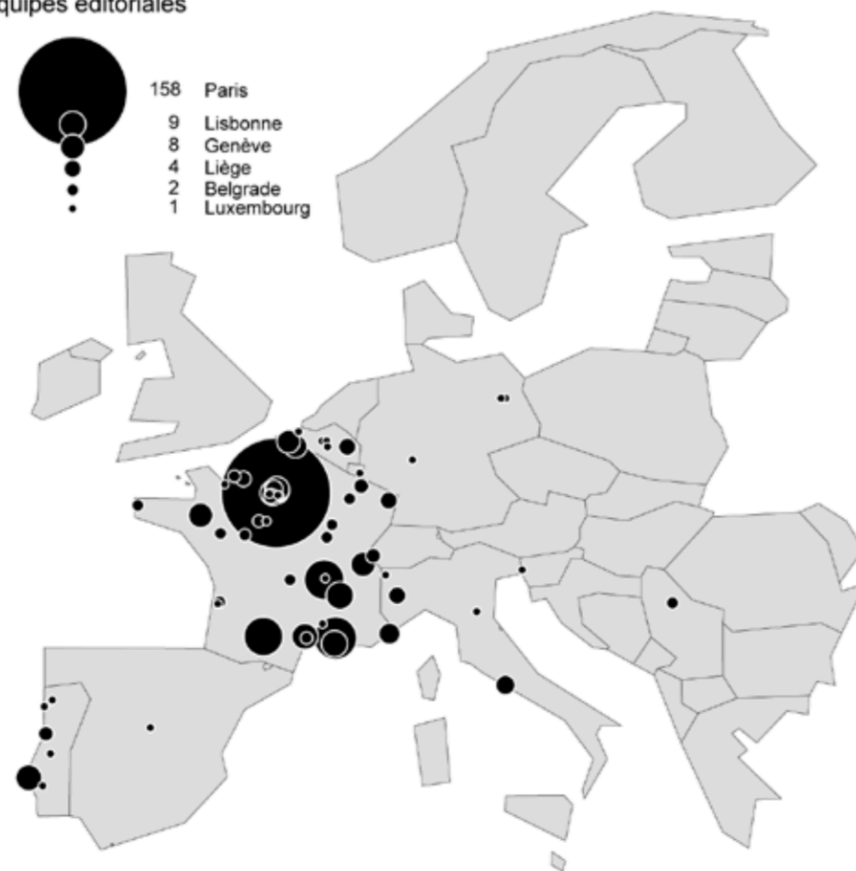 quipes éditoriales
158 Paris
9 Lisbonne
8 Genève
4 Liège
2 Belgrade
1 Luxembourg